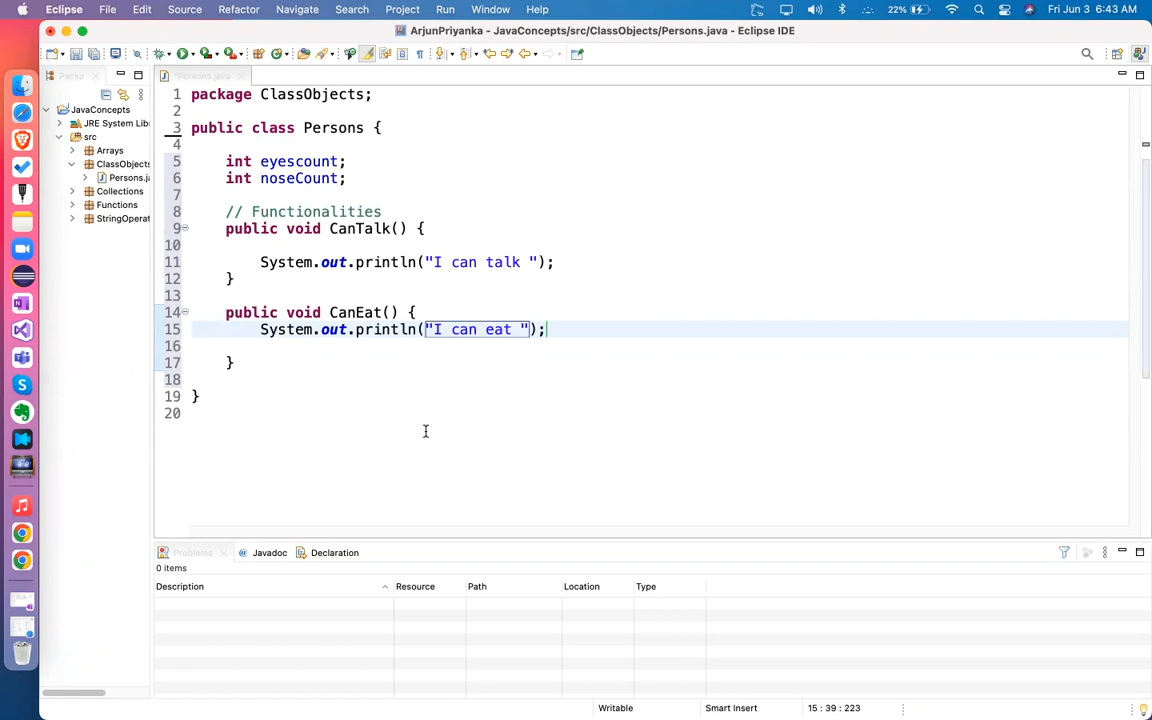 Eclipse File Edit Source Refactor Navigate Search Project Run Window Help 22% Fri Jun 3 6:43 AM
ArjunPriyanka - JavaConcepts/src/ClassObjects/Persons.java - Eclipse IDE
Packa
*Persons.java
JavaConcepts
JRE System Lib
src
Arrays
ClassObjects
Persons.ja
Collections
Functions
StringOperat
1 package ClassObjects;
2
3 public class Persons {
4
5 int eyescount;
6 int noseCount;
7
8 // Functionalities
9 public void CanTalk() {
10
11 System.out.println("I can talk ");
12 }
13
14 public void CanEat() {
15 System.out.println("I can eat ");
16
17 }
18
19 }
20
Problems @ Javadoc Declaration
0 items
Description Resource Path Location Type
Writable Smart Insert 15 : 39 : 223